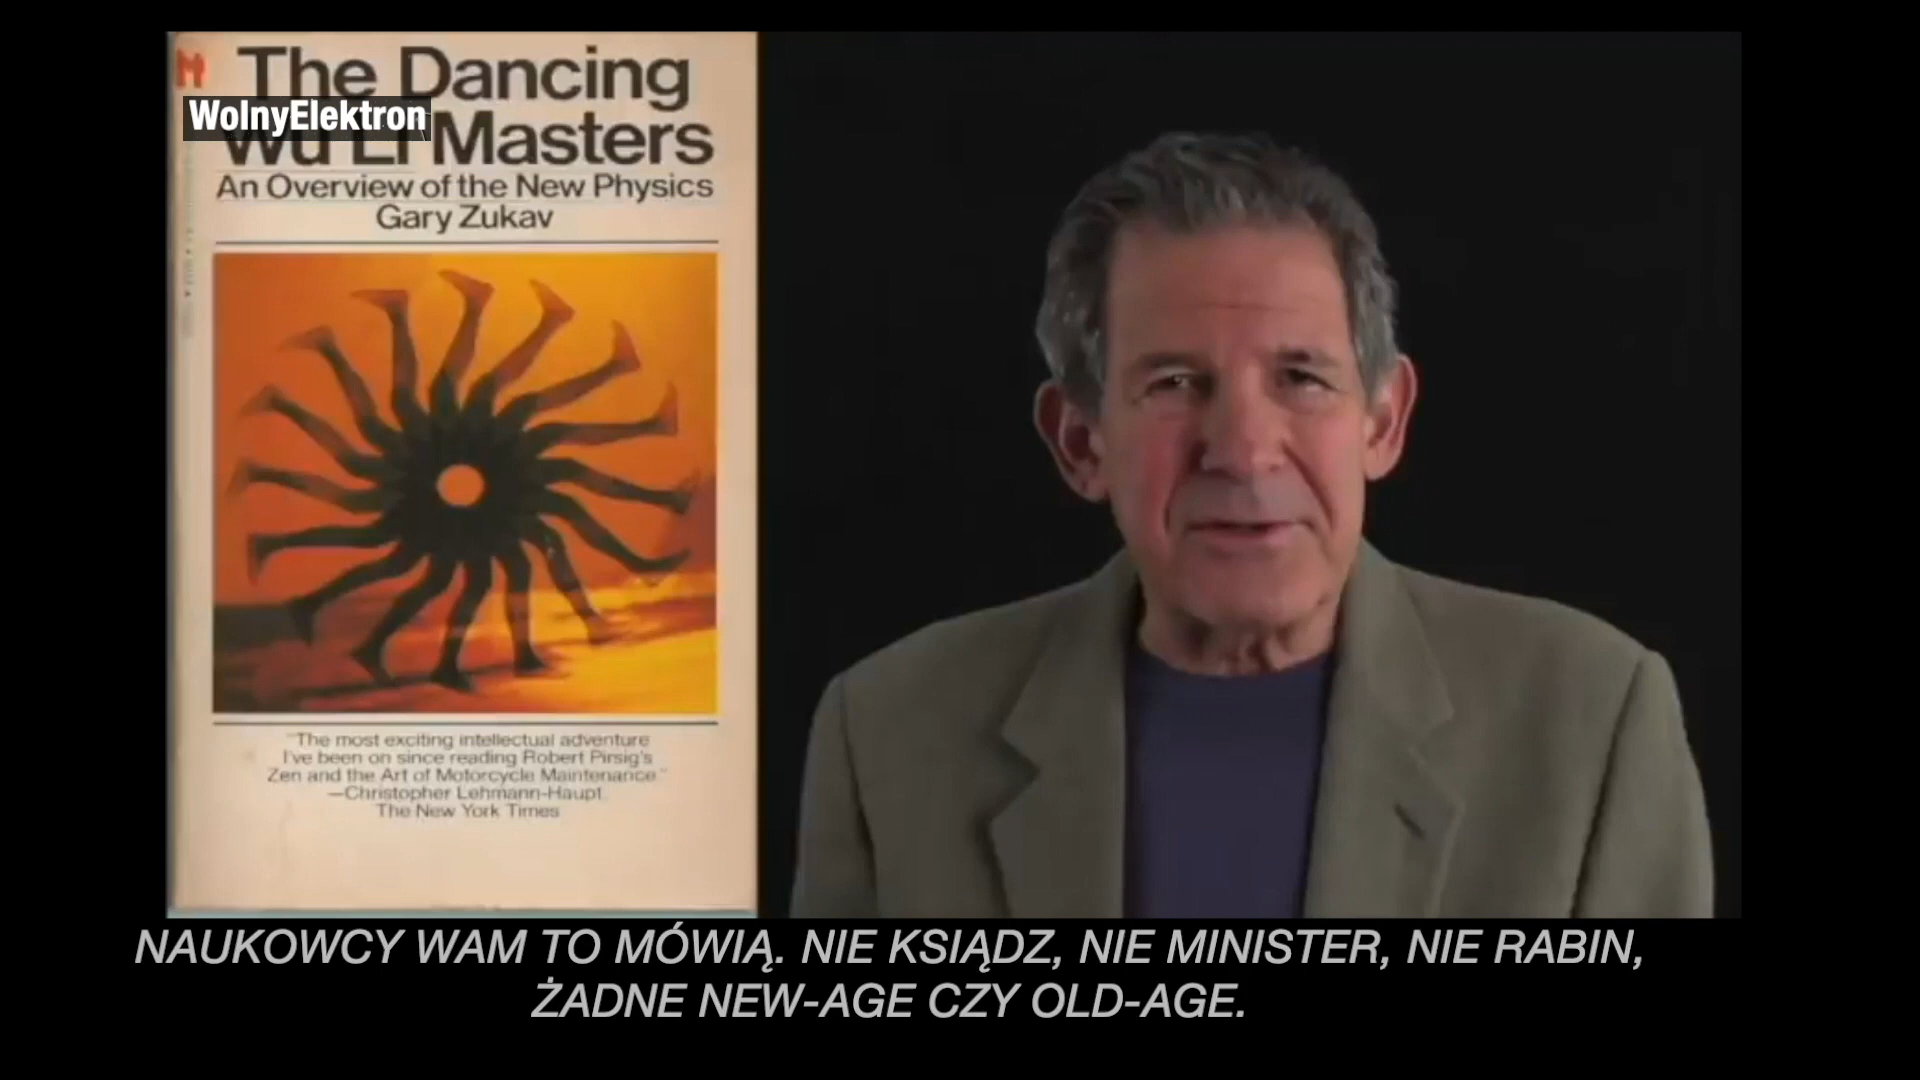 The Dancing
WolnyElektron
Wu Li Masters
An Overview of the New Physics
Gary Zukav
"The most exciting intellectual adventure
I've been on since reading Robert Pirsig's
Zen and the Art of Motorcycle Maintenance."
—Christopher Lehmann-Haupt,
The New York Times
NAUKOWCY WAM TO MÓWIĄ. NIE KSIĄDZ, NIE MINISTER, NIE RABIN,
ŻADNE NEW-AGE CZY OLD-AGE.